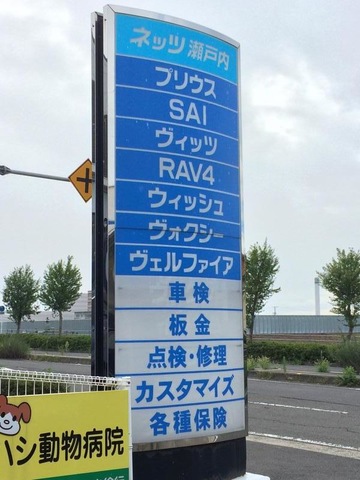 ネッツ瀬戸内
プリウス
SAI
ヴィッツ
RAV4
ウィッシュ
ヴォクシー
ヴェルファイア
車検
板金
点検・修理
カスタマイズ
各種保険
ハシ動物病院